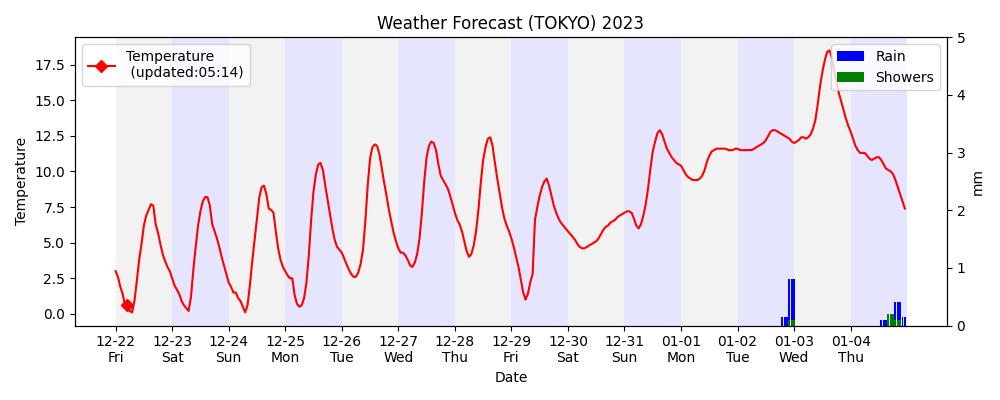 Weather Forecast (TOKYO) 2023
Temperature
(updated:05:14)
Rain
Showers
Temperature
17.5
15.0
12.5
10.0
7.5
5.0
2.5
0.0
5
4
3
2
1
0
mm
12-22 12-23 12-24 12-25 12-26 12-27 12-28 12-29 12-30 12-31 01-01 01-02 01-03 01-04
Fri Sat Sun Mon Tue Wed Thu Fri Sat Sun Mon Tue Wed Thu
Date